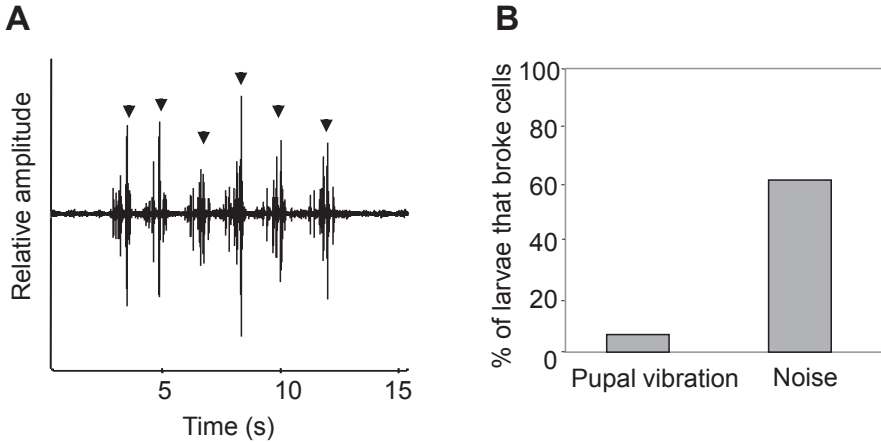 A
Relative amplitude
5 10 15
Time (s)
B
% of larvae that broke cells
100
80
60
40
20
0
Pupal vibration Noise